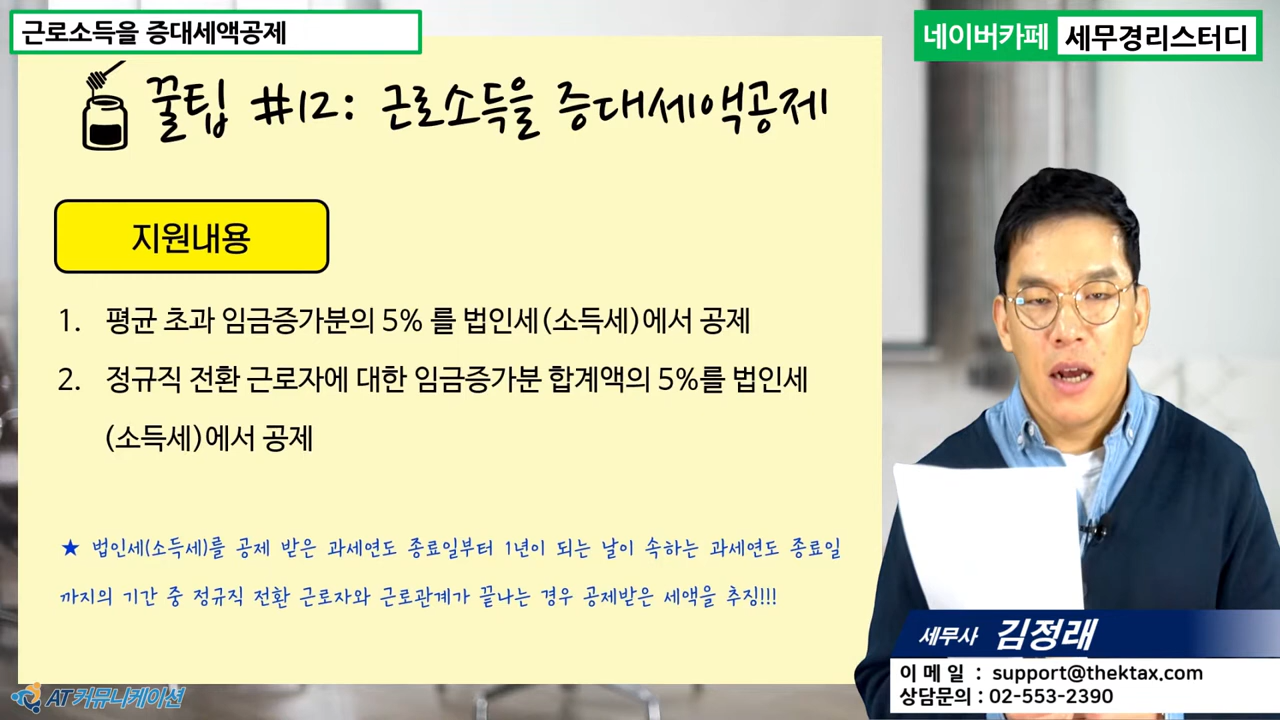 근로소득을 증대세액공제
네이버카페 세무경리스터디
꿀팁 #12: 근로소득을 증대세액공제
지원내용
1. 평균 초과 임금증가분의 5% 를 법인세(소득세)에서 공제
2. 정규직 전환 근로자에 대한 임금증가분 합계액의 5%를 법인세
(소득세)에서 공제
★ 법인세(소득세)를 공제 받은 과세연도 종료일부터 1년이 되는 날이 속하는 과세연도 종료일
까지의 기간 중 정규직 전환 근로자와 근로관계가 끝나는 경우 공제받은 세액을 추징!!!
세무사 김정래
이 메 일 : support@thektax.com
상담문의 : 02-553-2390
AT커뮤니케이션